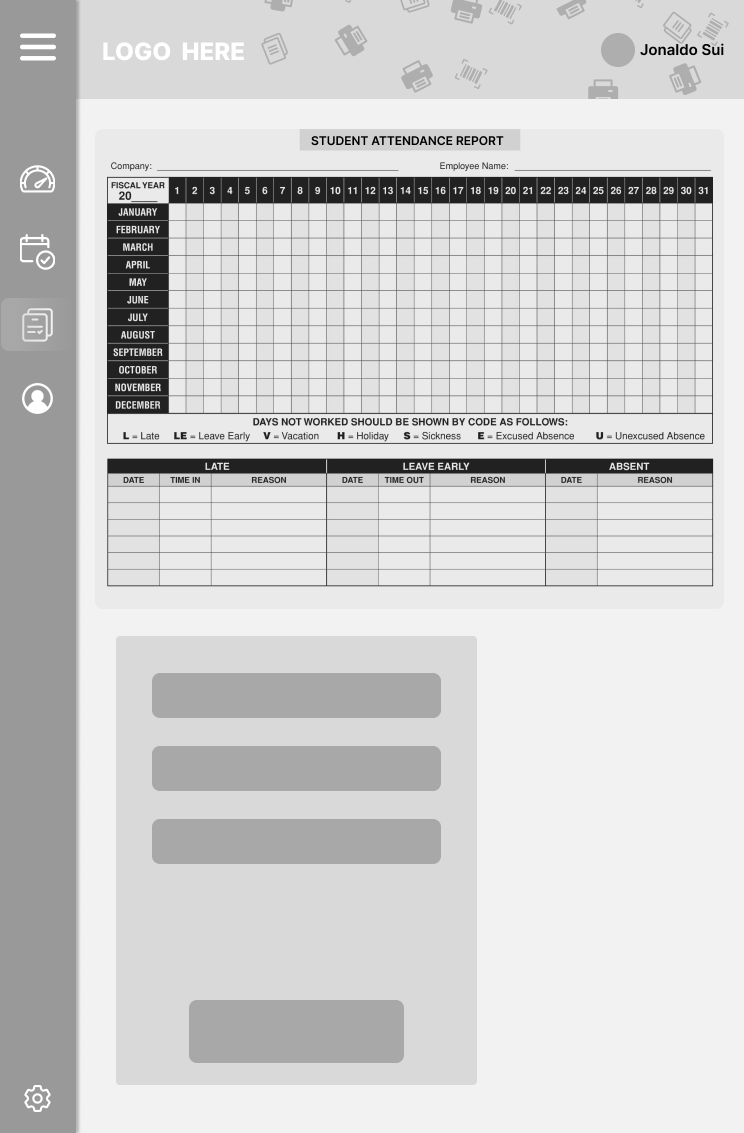 LOGO HERE
Jonaldo Sui
STUDENT ATTENDANCE REPORT
Company: Employee Name:
FISCAL YEAR
20____ 1 2 3 4 5 6 7 8 9 10 11 12 13 14 15 16 17 18 19 20 21 22 23 24 25 26 27 28 29 30 31
JANUARY
FEBRUARY
MARCH
APRIL
MAY
JUNE
JULY
AUGUST
SEPTEMBER
OCTOBER
NOVEMBER
DECEMBER
DAYS NOT WORKED SHOULD BE SHOWN BY CODE AS FOLLOWS:
L = Late LE = Leave Early V = Vacation H = Holiday S = Sickness E = Excused Absence U = Unexcused Absence
LATE LEAVE EARLY ABSENT
DATE TIME IN REASON DATE TIME OUT REASON DATE REASON